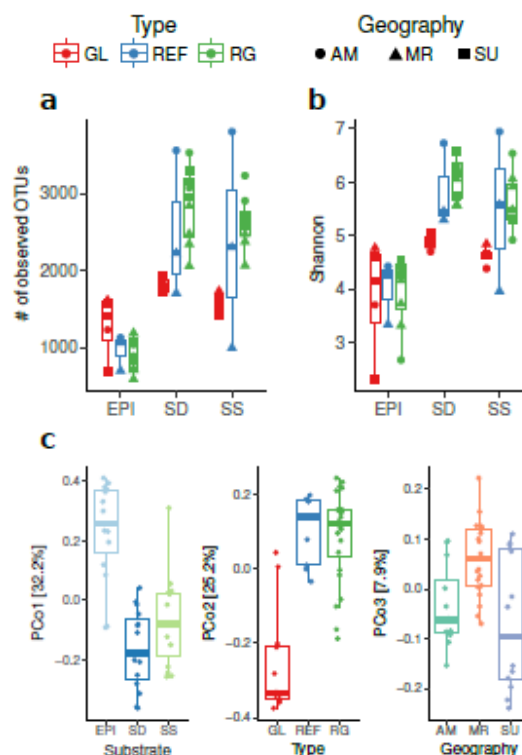 Type Geography
GL REF RG AM MR SU
a b
# of observed OTUs
3000
2000
1000
EPI SD SS
Shannon
7
6
5
4
3
EPI SD SS
c
PCo1 [32.2%]
0.4
0.2
0.0
-0.2
EPI SD SS
Substrate
PCo2 [25.2%]
0.2
0.0
-0.2
-0.4
GL REF RG
Type
PCo3 [7.9%]
0.2
0.1
0.0
-0.1
-0.2
AM MR SU
Geography